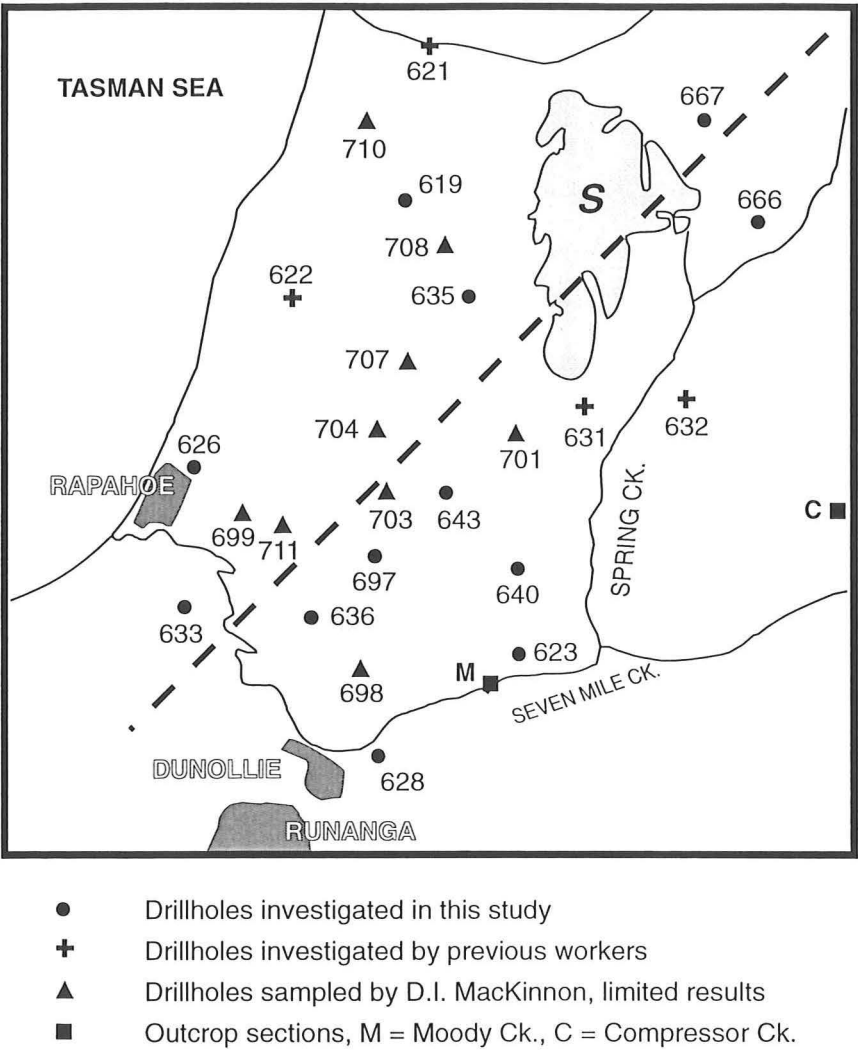 621
TASMAN SEA
667
710
619
S
666
708
622
635
707
704
631
632
701
626
RAPAHOE
C
703
643
699
711
SPRING CK.
697
640
636
633
623
M
698
SEVEN MILE CK.
DUNOLLIE
628
RUNANGA
Drillholes investigated in this study
Drillholes investigated by previous workers
Drillholes sampled by D.I. MacKinnon, limited results
Outcrop sections, M = Moody Ck., C = Compressor Ck.